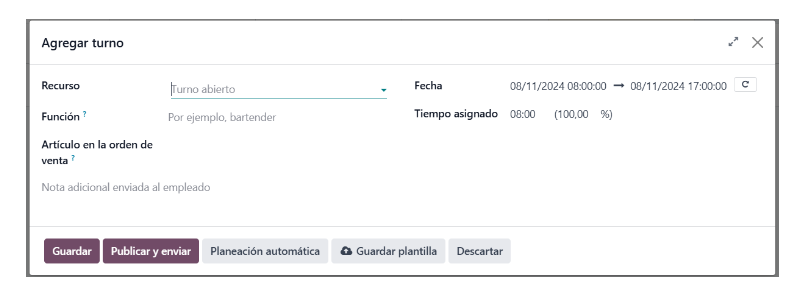 Agregar turno
Recurso
Turno abierto
Fecha
08/11/2024 08:00:00 → 08/11/2024 17:00:00
Función ?
Por ejemplo, bartender
Tiempo asignado
08:00 (100,00 %)
Artículo en la orden de
venta ?
Nota adicional enviada al empleado
Guardar
Publicar y enviar
Planeación automática
Guardar plantilla
Descartar